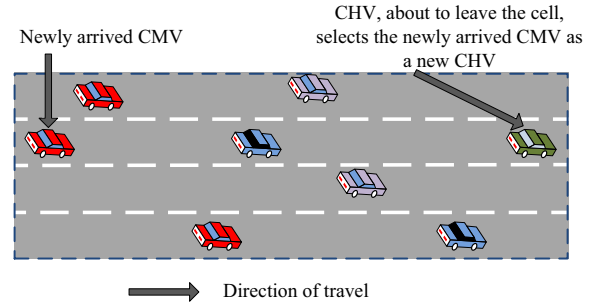 Newly arrived CMV
CHV, about to leave the cell,
selects the newly arrived CMV as
a new CHV
Direction of travel